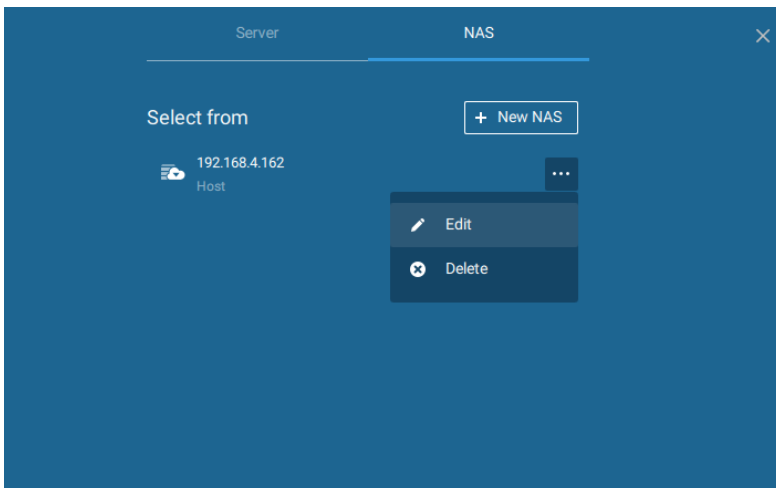 Server
NAS
Select from
+ New NAS
192.168.4.162
Host
Edit
Delete